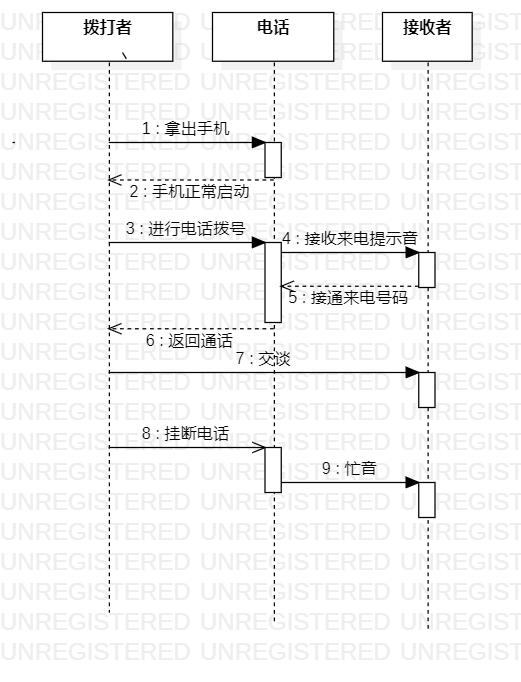 拨打者
电话
接收者
1 : 拿出手机
2 : 手机正常启动
3 : 进行电话拨号
4 : 接收来电提示音
5 : 接通来电号码
6 : 返回通话
7 : 交谈
8 : 挂断电话
9 : 忙音
UNREGISTERED